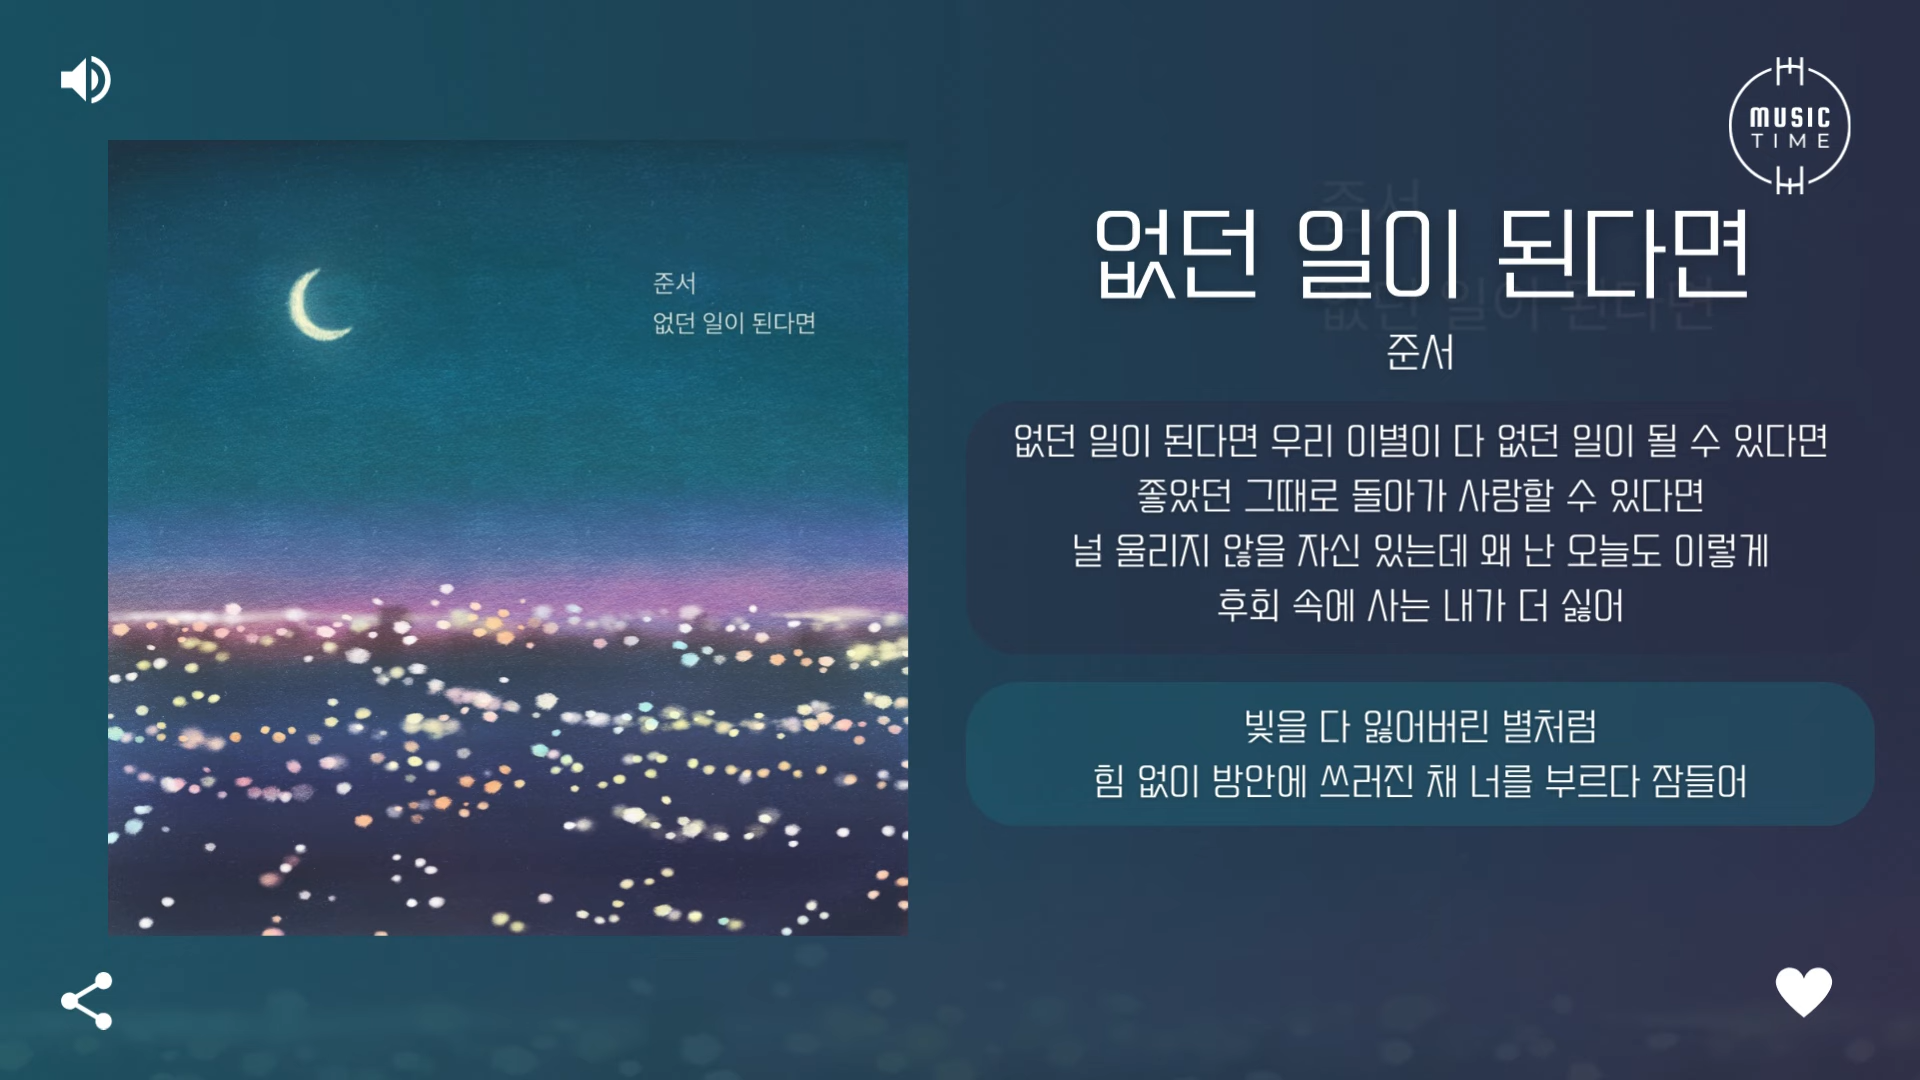 MUSIC
TIME
준서
없던 일이 된다면
없던 일이 된다면
준서
없던 일이 된다면 우리 이별이 다 없던 일이 될 수 있다면
좋았던 그때로 돌아가 사랑할 수 있다면
널 울리지 않을 자신 있는데 왜 난 오늘도 이렇게
후회 속에 사는 내가 더 싫어
빛을 다 잃어버린 별처럼
힘 없이 방안에 쓰러진 채 너를 부르다 잠들어